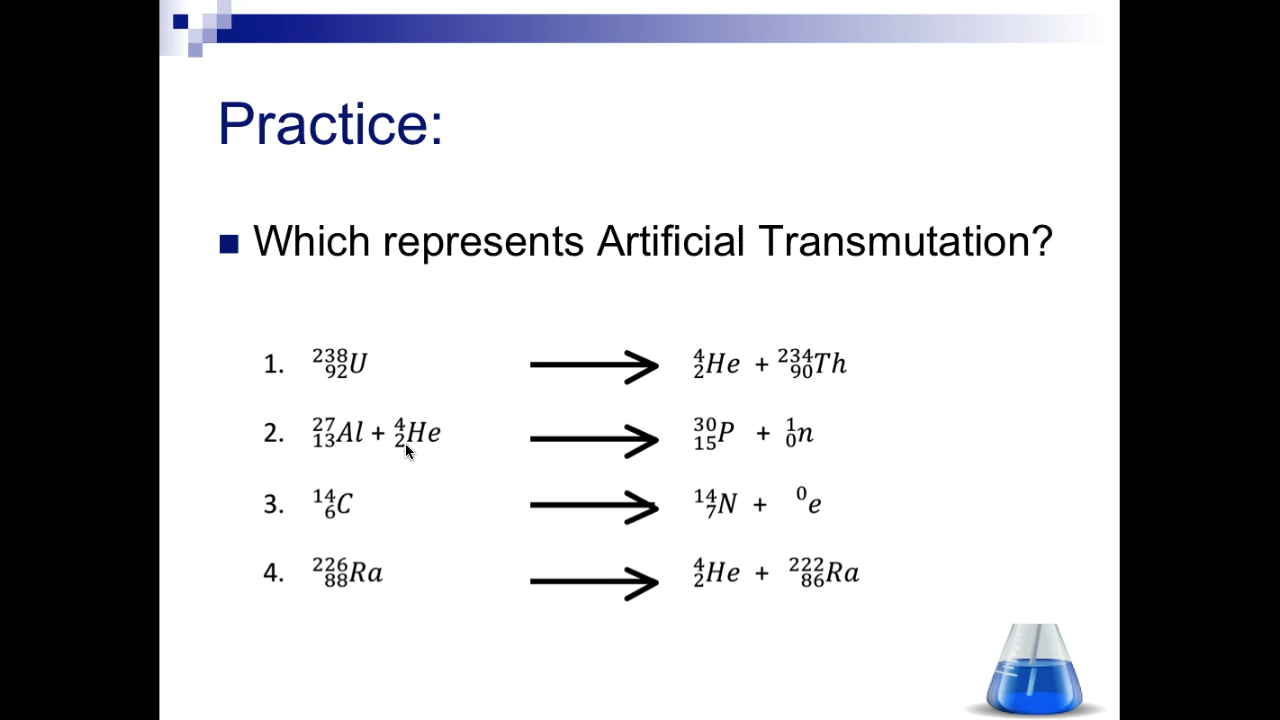 Practice:
Which represents Artificial Transmutation?
1. ²³⁸₉₂U ⟶ ⁴₂He + ²³⁴₉₀Th
2. ²⁷₁₃Al + ⁴₂He ⟶ ³⁰₁₅P + ¹₀n
3. ¹⁴₆C ⟶ ¹⁴₇N + ⁰e
4. ²²⁶₈₈Ra ⟶ ⁴₂He + ²²²₈₆Ra